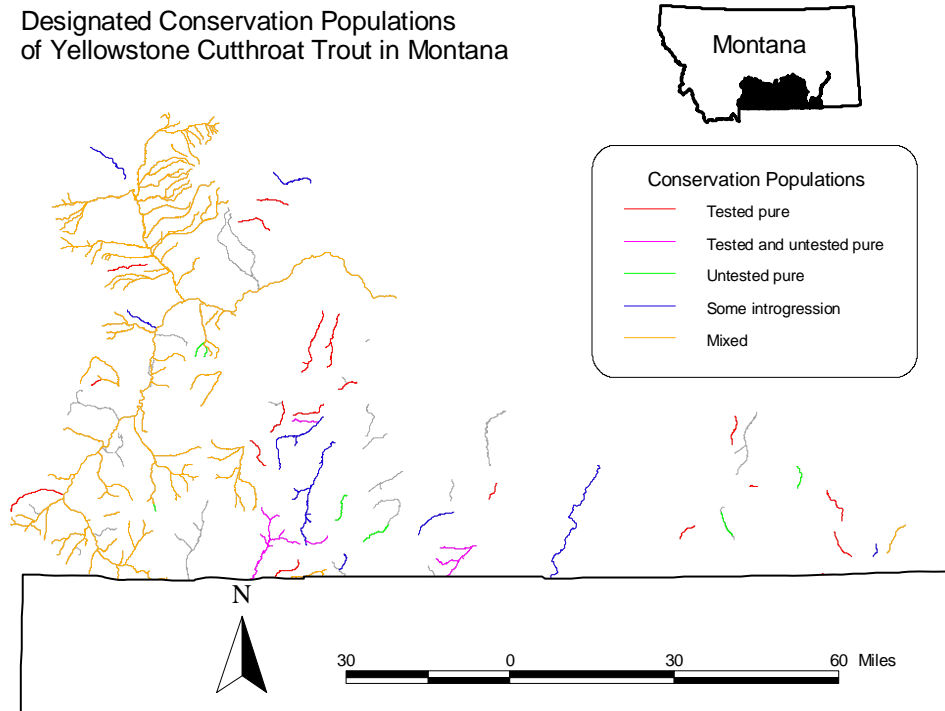 Designated Conservation Populations
of Yellowstone Cutthroat Trout in Montana
Montana
Conservation Populations
Tested pure
Tested and untested pure
Untested pure
Some introgression
Mixed
N
30 0 30 60 Miles